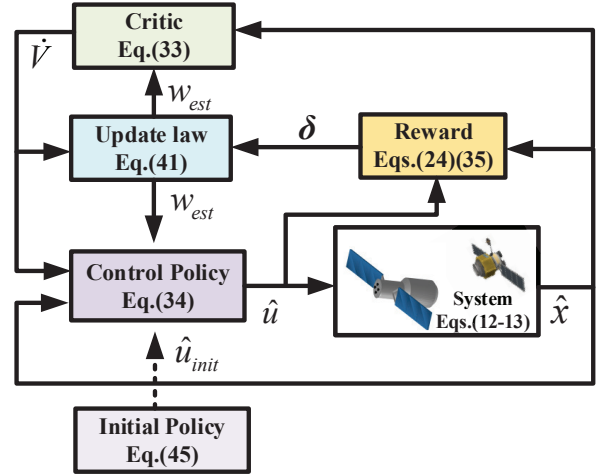 Critic
Eq.(33)
V̇
w_est
Update law
Eq.(41)
δ
Reward
Eqs.(24)(35)
w_est
Control Policy
Eq.(34)
û
System
Eqs.(12-13)
x̂
û_init
Initial Policy
Eq.(45)